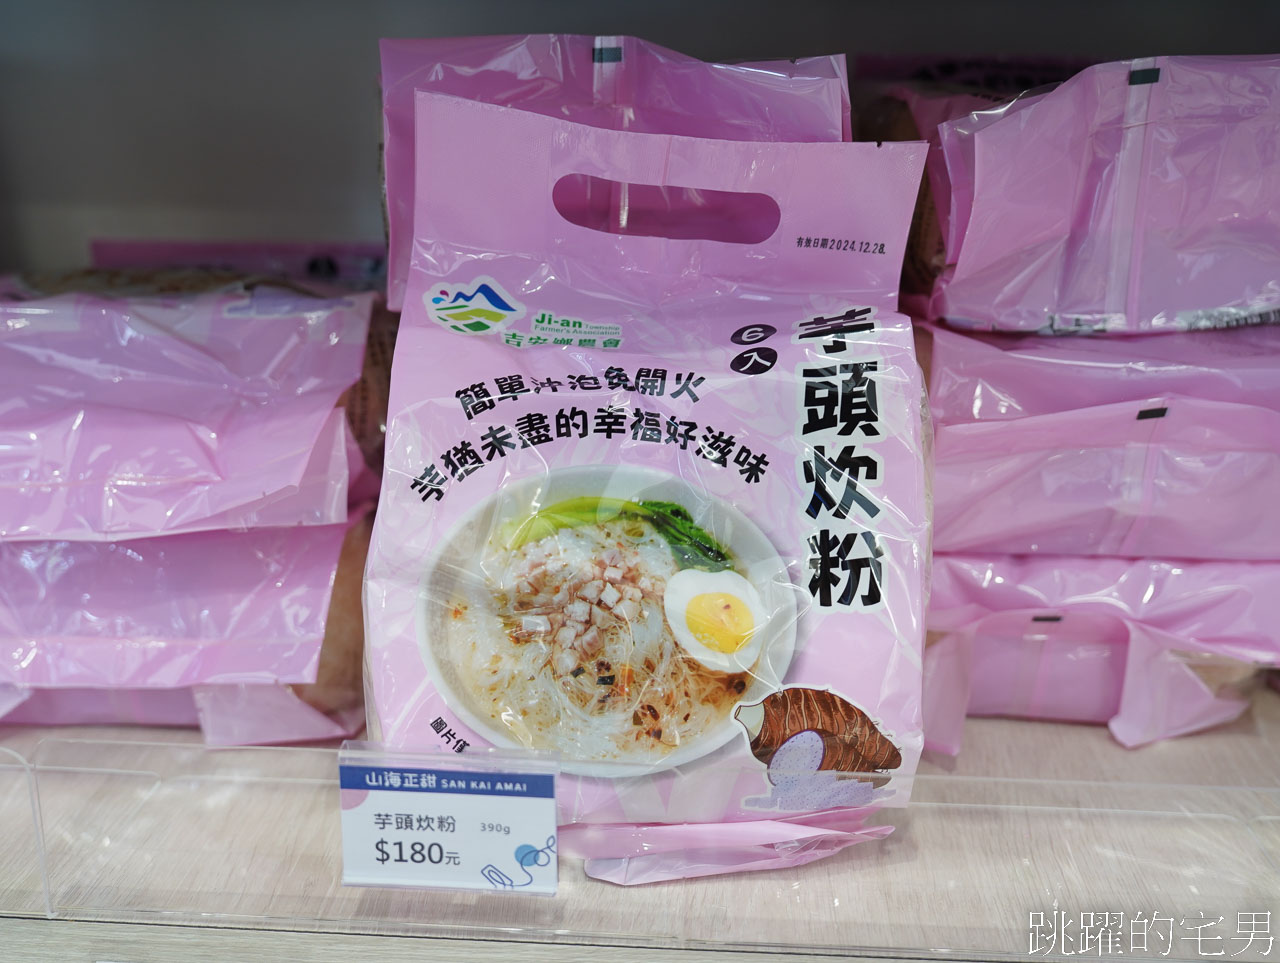 有效日期2024.12.28.
Ji-an Township
Farmer's Association
吉安鄉農會
6入
芋頭炊粉
簡單沖泡免開火
芋猶未盡的幸福好滋味
圖片僅
山海正甜 SAN KAI AMAI
芋頭炊粉 390g
$180元
跳躍的宅男